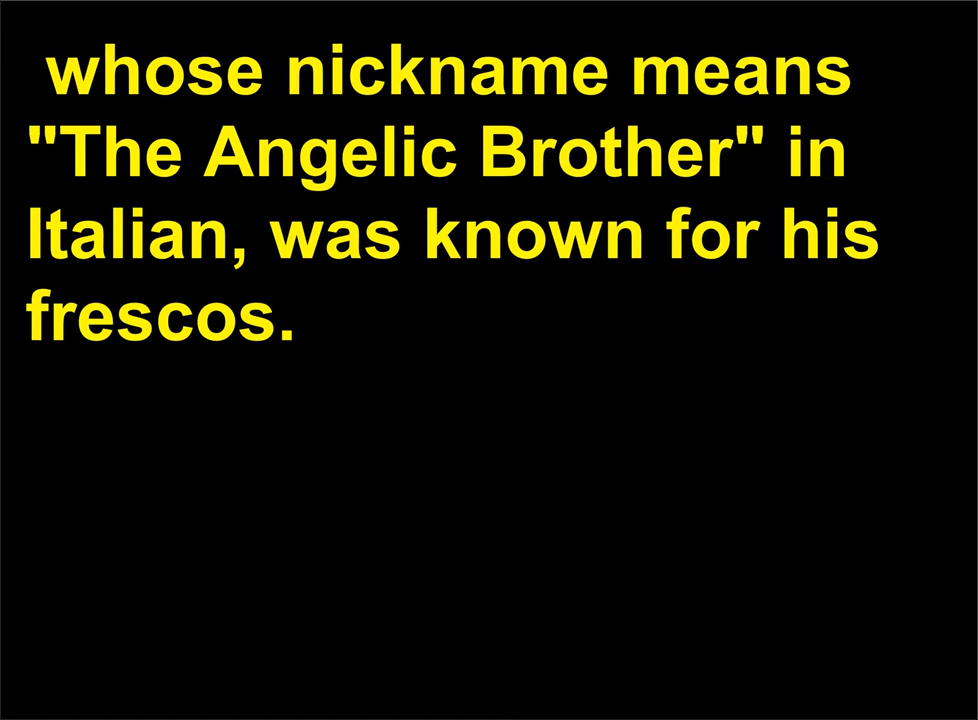 whose nickname means
"The Angelic Brother" in
Italian, was known for his
frescos.